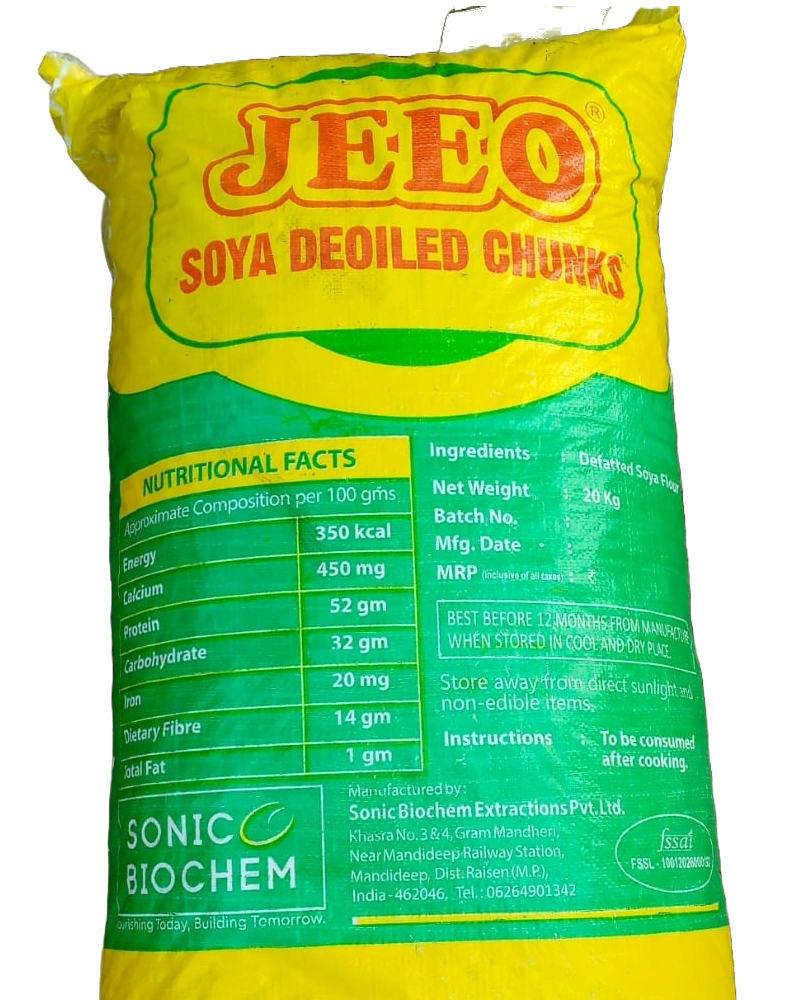 JEEO ®
SOYA DEOILED CHUNKS
NUTRITIONAL FACTS
Approximate Composition per 100 gms
Energy 350 kcal
Calcium 450 mg
Protein 52 gm
Carbohydrate 32 gm
Iron 20 mg
Dietary Fibre 14 gm
Total Fat 1 gm
Ingredients : Defatted Soya Flour
Net Weight : 20 Kg
Batch No. :
Mfg. Date :
MRP (inclusive of all taxes) : ₹
BEST BEFORE 12 MONTHS FROM MANUFACTURE
WHEN STORED IN COOL AND DRY PLACE.
Store away from direct sunlight and
non-edible items.
Instructions : To be consumed
after cooking.
SONIC
BIOCHEM
Today, Building Tomorrow.
Manufactured by:
Sonic Biochem Extractions Pvt. Ltd.
Khasra No. 3 & 4, Gram Mandheri,
Near Mandideep Railway Station,
Mandideep, Dist. Raisen (M.P.),
India - 462046, Tel.: 06264901342
fssai
FSSL -